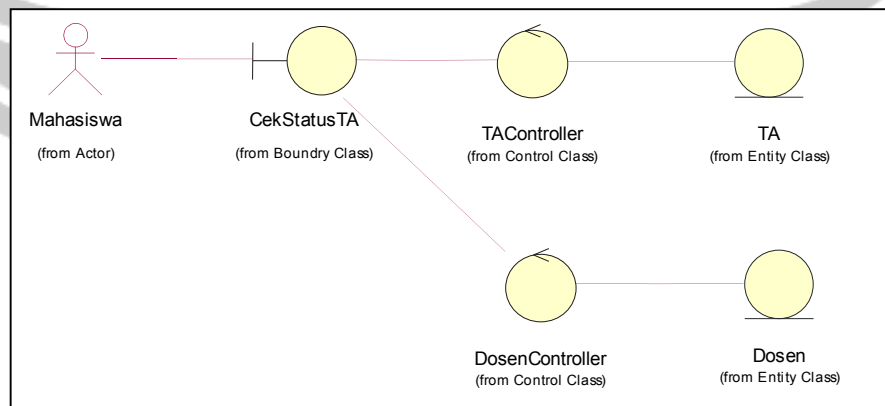 Mahasiswa
(from Actor)
CekStatusTA
(from Boundry Class)
TAController
(from Control Class)
TA
(from Entity Class)
DosenController
(from Control Class)
Dosen
(from Entity Class)